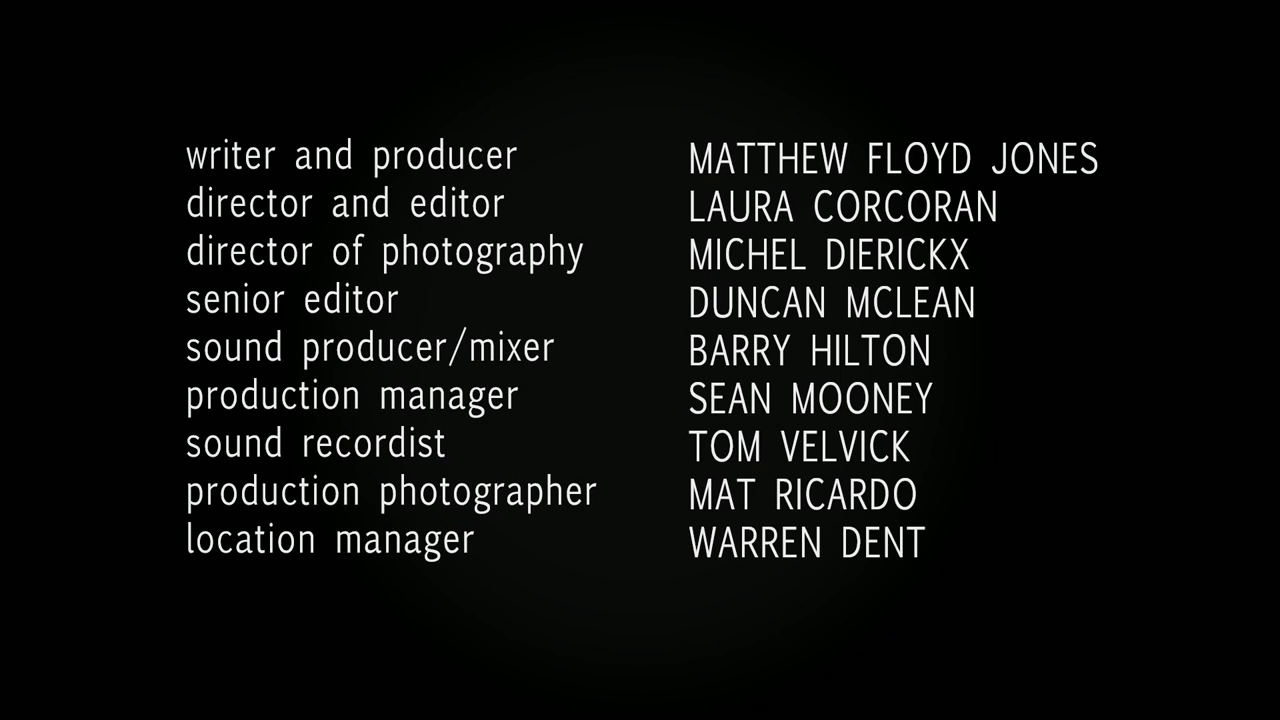 writer and producer MATTHEW FLOYD JONES
director and editor LAURA CORCORAN
director of photography MICHEL DIERICKX
senior editor DUNCAN MCLEAN
sound producer/mixer BARRY HILTON
production manager SEAN MOONEY
sound recordist TOM VELVICK
production photographer MAT RICARDO
location manager WARREN DENT